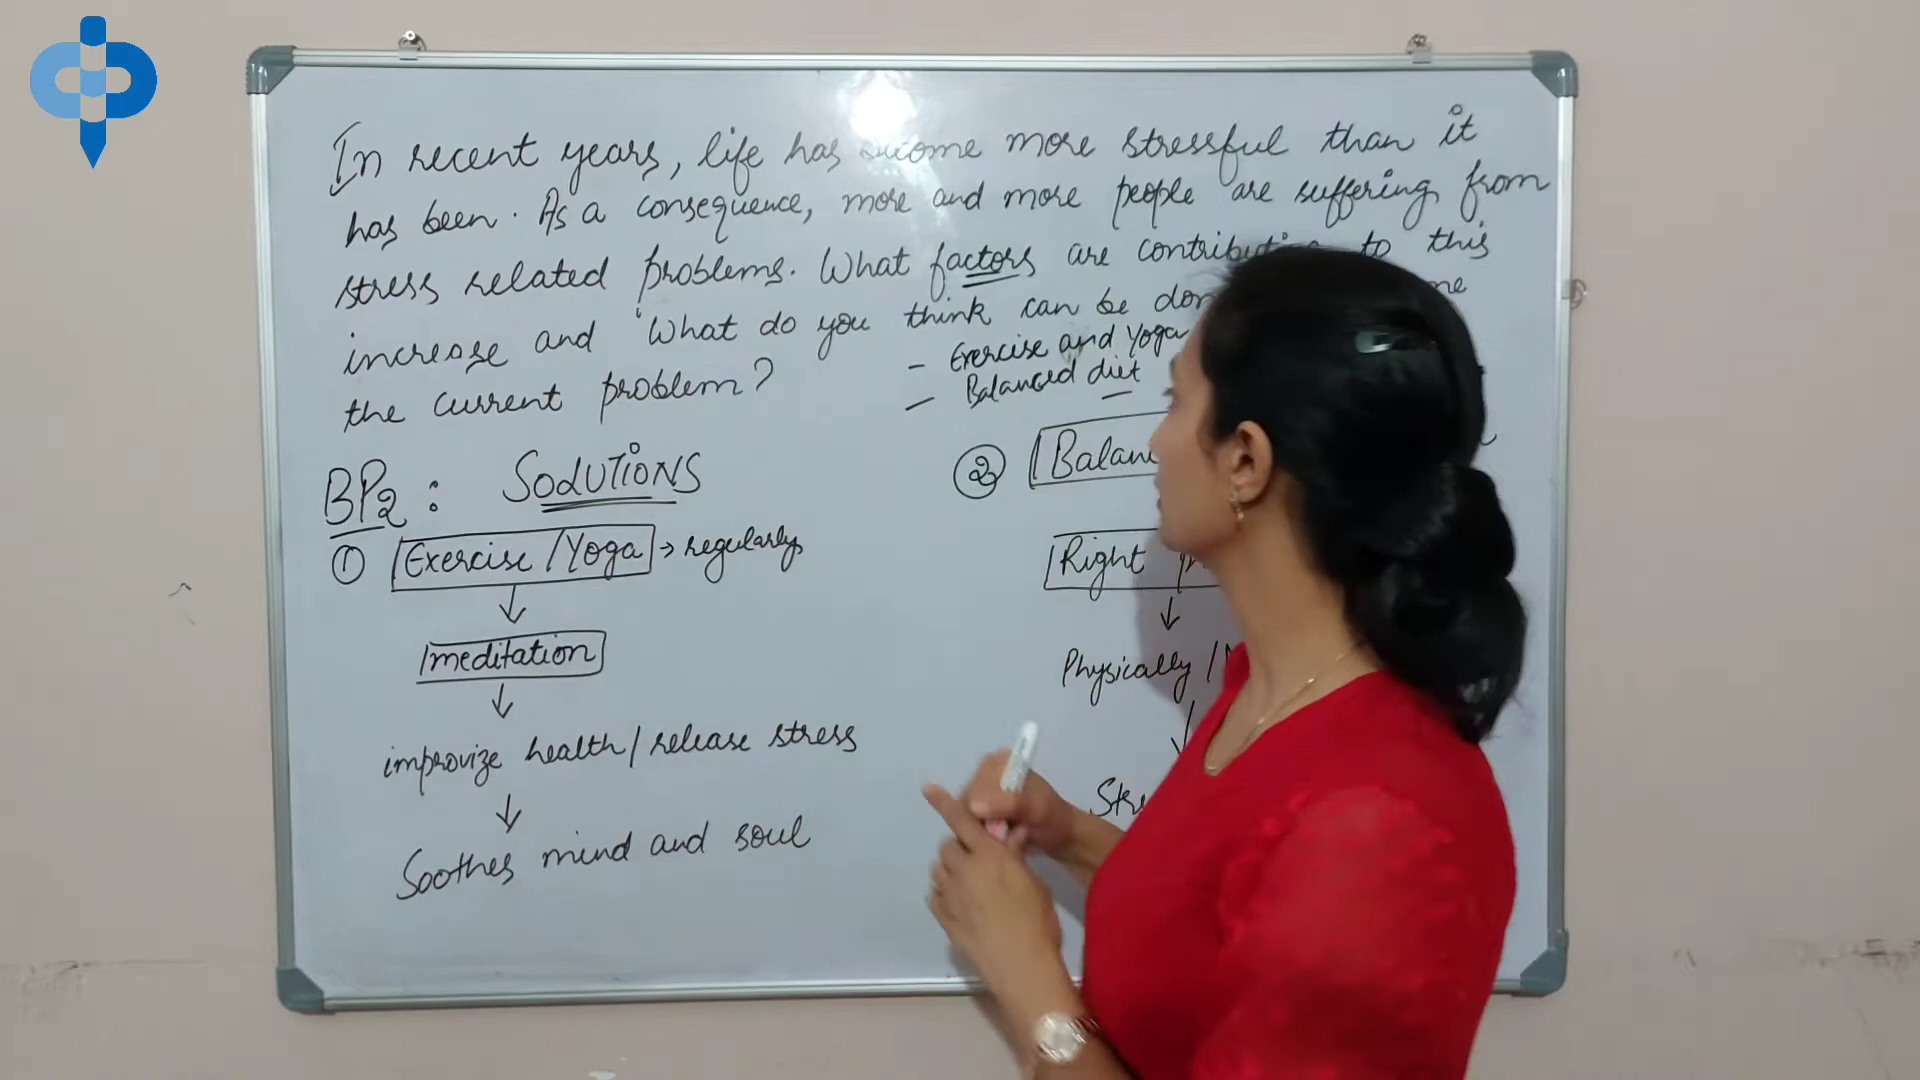 In recent years, life has become more stressful than it
has been. As a consequence, more and more people are suffering from
stress related problems. What factors are contributing to this
increase and What do you think can be
the current problem?
- Exercise and Yoga
- Balanced diet
BP2 : SOLUTIONS
① Exercise / Yoga → regularly
↓
meditation
↓
improvize health / release stress
↓
Soothes mind and soul
②
Right
↓
Physically /
↓